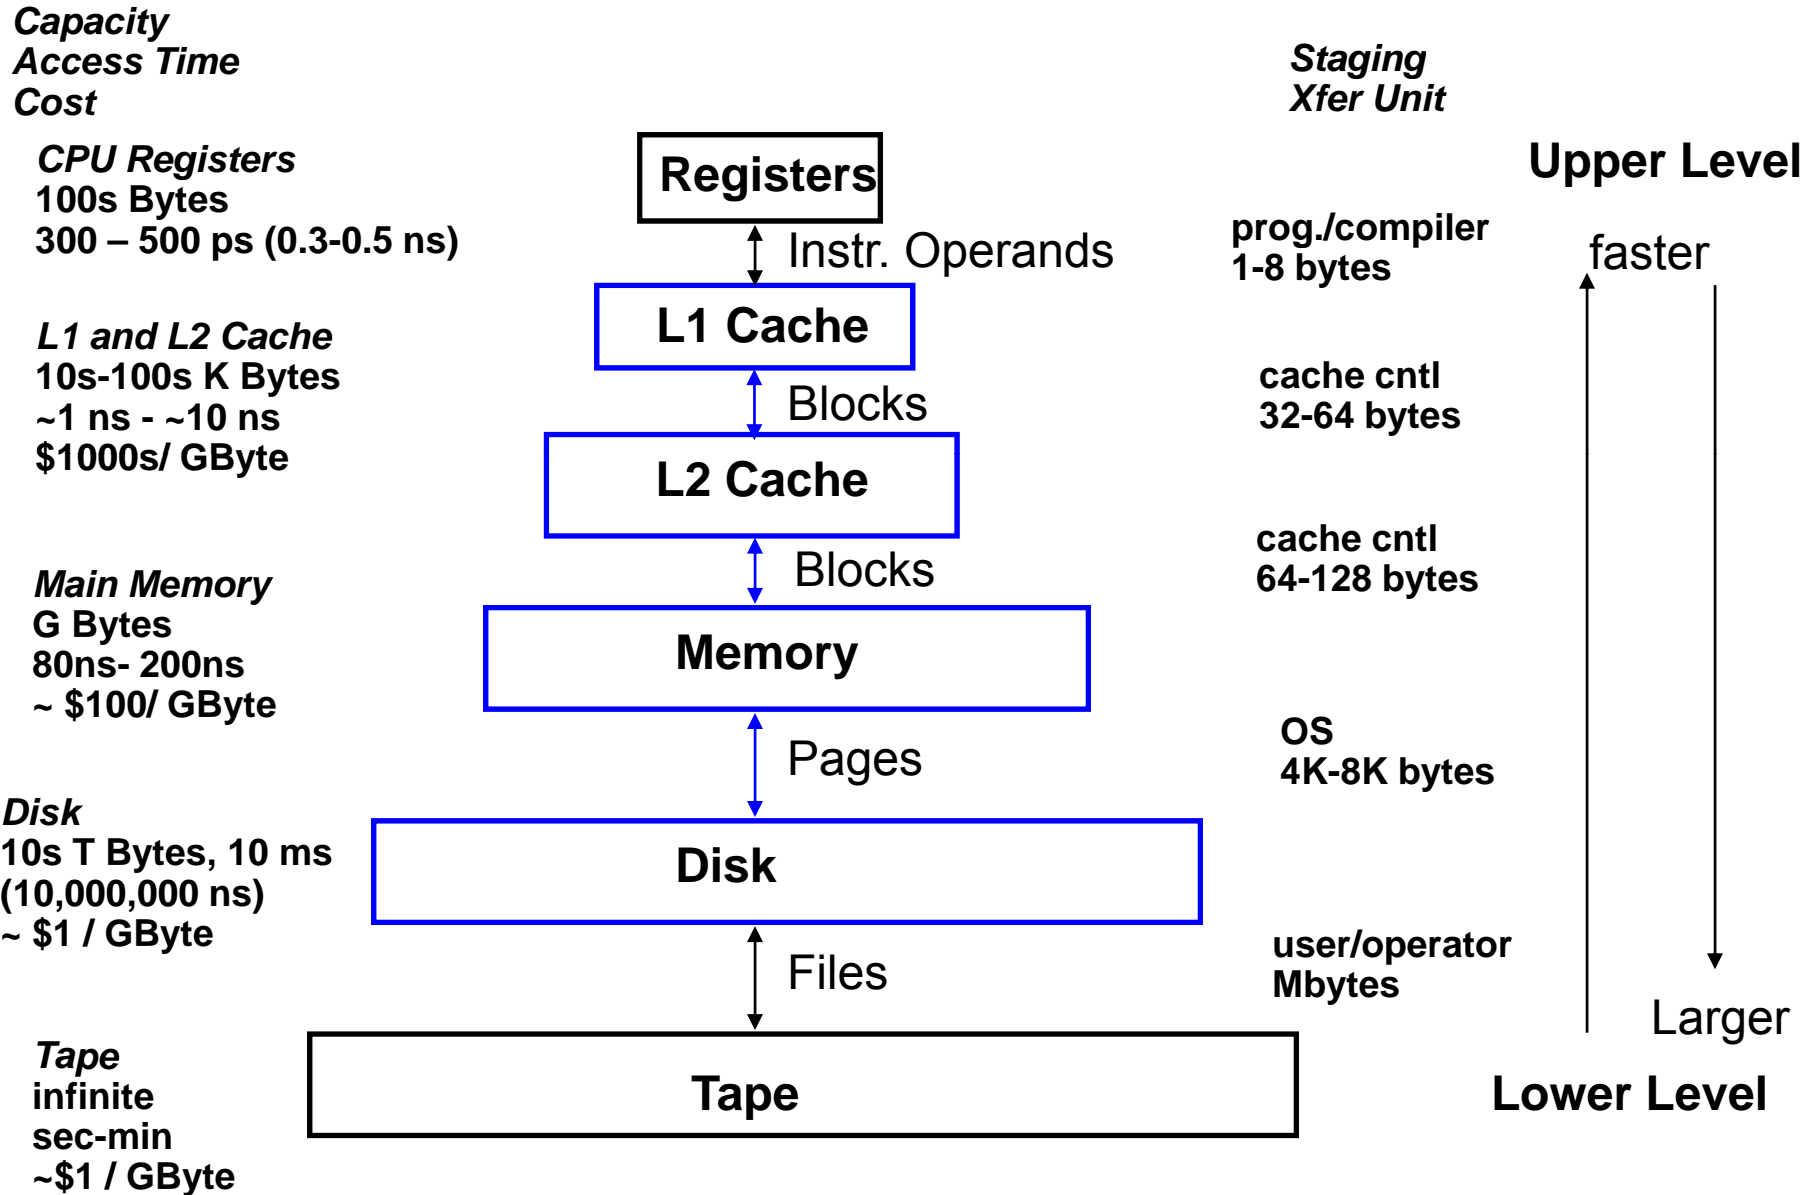 Capacity
Access Time
Cost
Staging
Xfer Unit
CPU Registers
100s Bytes
300 – 500 ps (0.3-0.5 ns)
Registers
Upper Level
Instr. Operands
prog./compiler
1-8 bytes
faster
L1 and L2 Cache
10s-100s K Bytes
~1 ns - ~10 ns
$1000s/ GByte
L1 Cache
Blocks
cache cntl
32-64 bytes
L2 Cache
Blocks
cache cntl
64-128 bytes
Main Memory
G Bytes
80ns- 200ns
~ $100/ GByte
Memory
Pages
OS
4K-8K bytes
Disk
10s T Bytes, 10 ms
(10,000,000 ns)
~ $1 / GByte
Disk
Files
user/operator
Mbytes
Larger
Tape
infinite
sec-min
~$1 / GByte
Tape
Lower Level